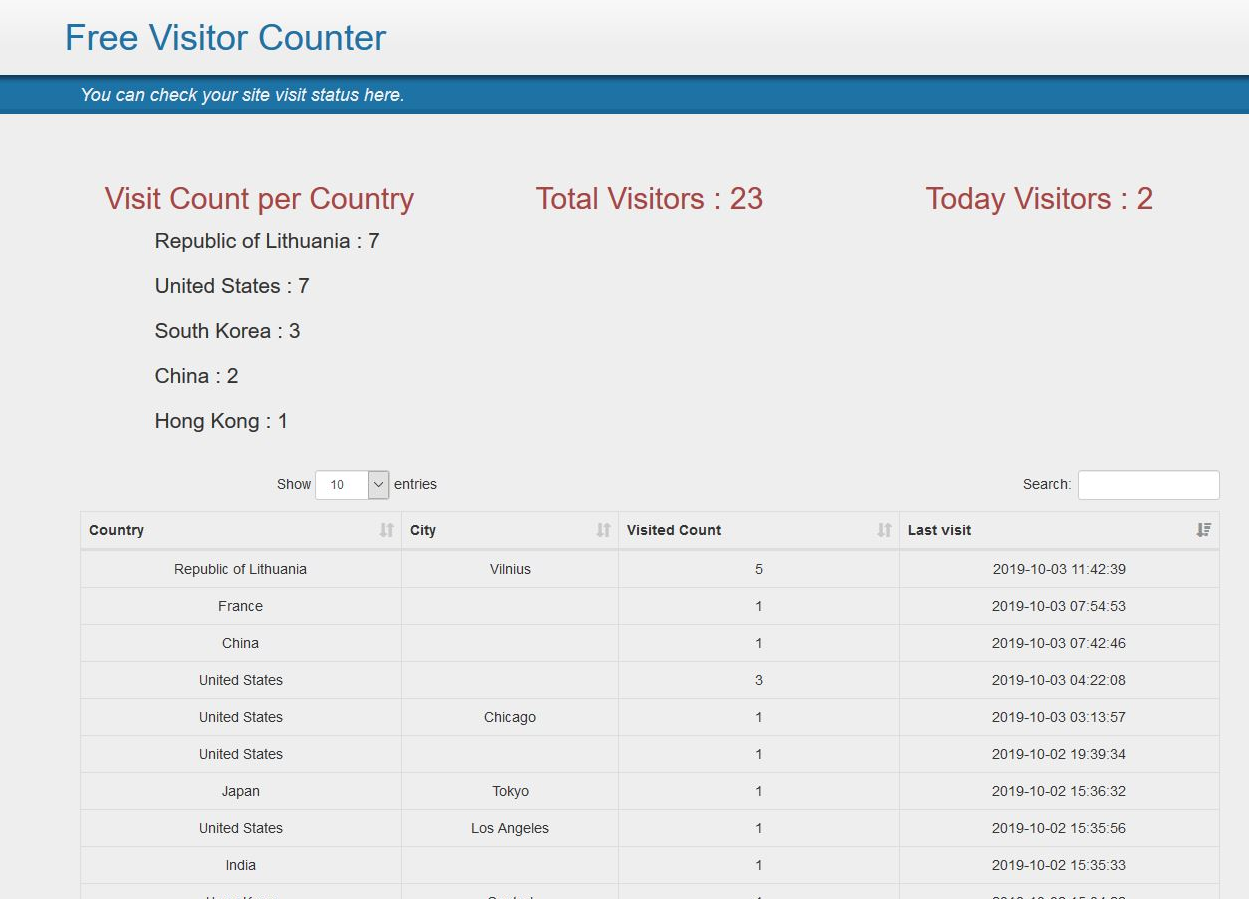 Free Visitor Counter
You can check your site visit status here.
Visit Count per Country Total Visitors : 23 Today Visitors : 2
Republic of Lithuania : 7
United States : 7
South Korea : 3
China : 2
Hong Kong : 1
Show 10 entries Search:
Country City Visited Count Last visit
Republic of Lithuania Vilnius 5 2019-10-03 11:42:39
France 1 2019-10-03 07:54:53
China 1 2019-10-03 07:42:46
United States 3 2019-10-03 04:22:08
United States Chicago 1 2019-10-03 03:13:57
United States 1 2019-10-02 19:39:34
Japan Tokyo 1 2019-10-02 15:36:32
United States Los Angeles 1 2019-10-02 15:35:56
India 1 2019-10-02 15:35:33